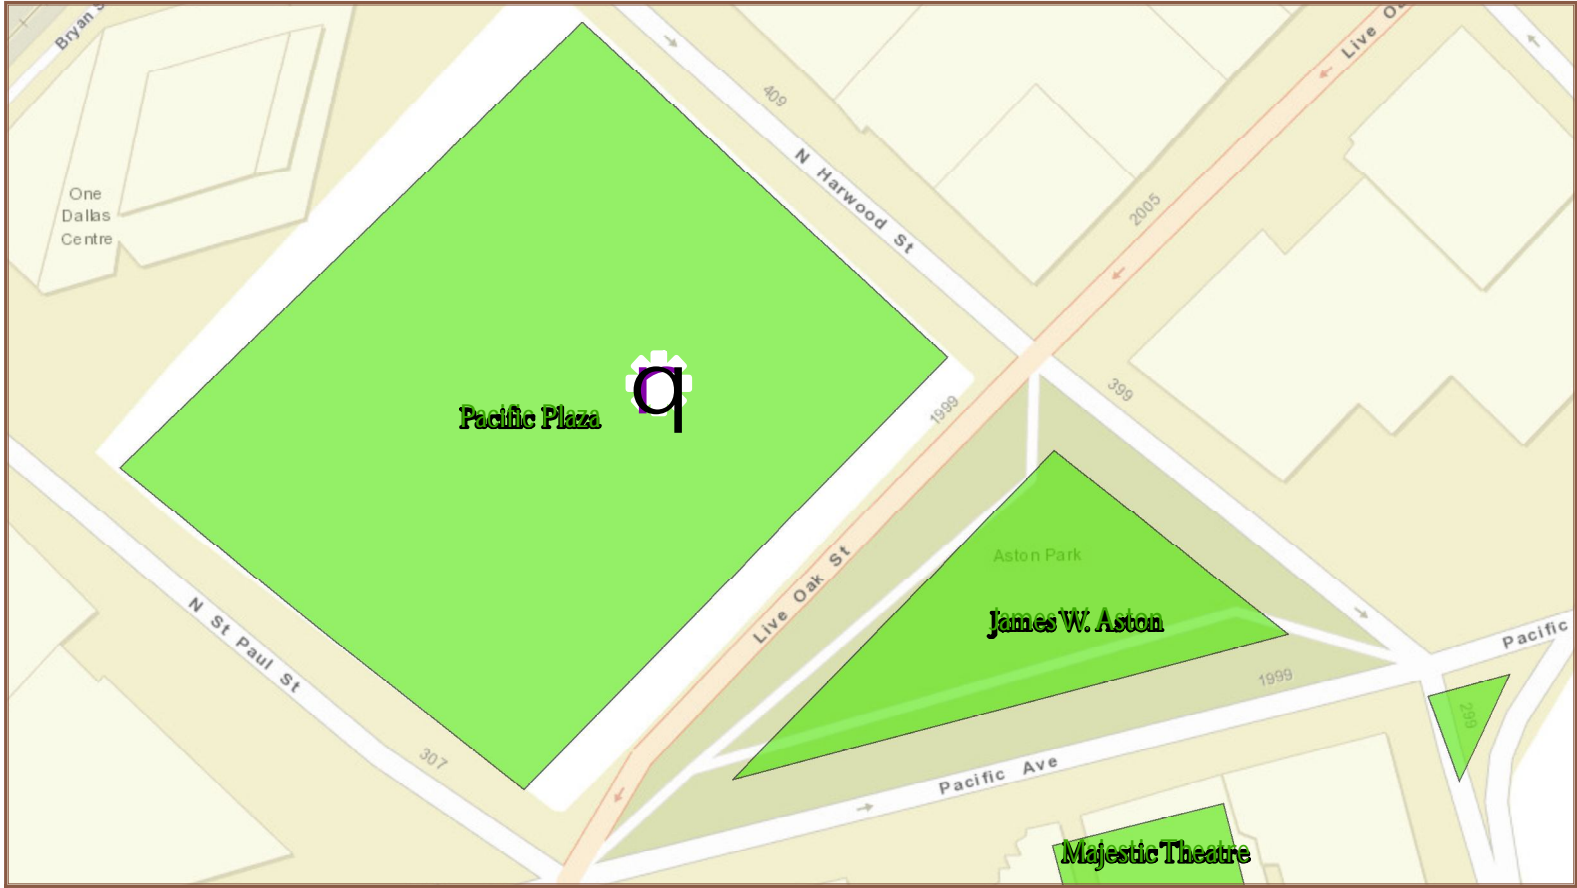 Bryan S
Live Oa
409
N Harwood St
One
Dallas
Centre
2005
q
399
1999
Pacific Plaza
Aston Park
Live Oak St
James W. Aston
N St Paul St
Pacific
1999
299
307
Pacific Ave
Majestic Theatre